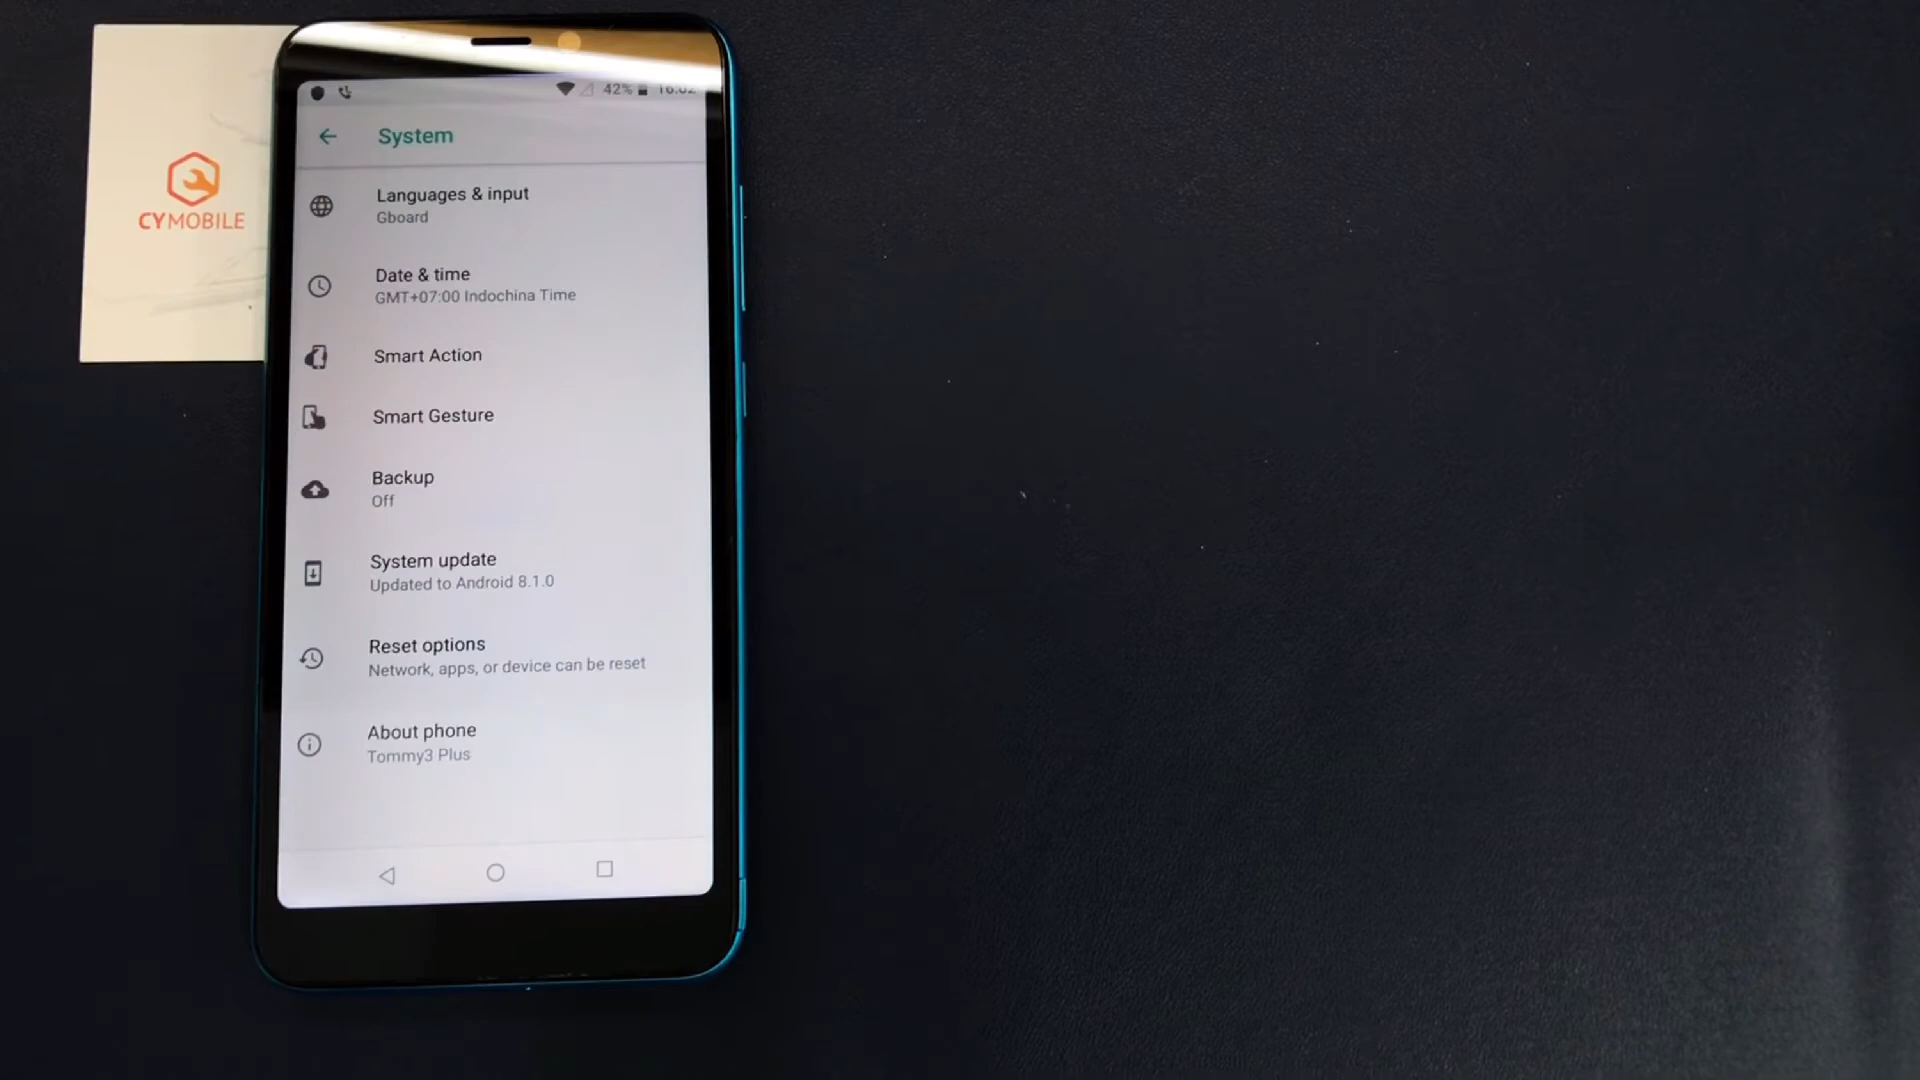 CYMOBILE
42% 16:02
System
Languages & input
Gboard
Date & time
GMT+07:00 Indochina Time
Smart Action
Smart Gesture
Backup
Off
System update
Updated to Android 8.1.0
Reset options
Network, apps, or device can be reset
About phone
Tommy3 Plus